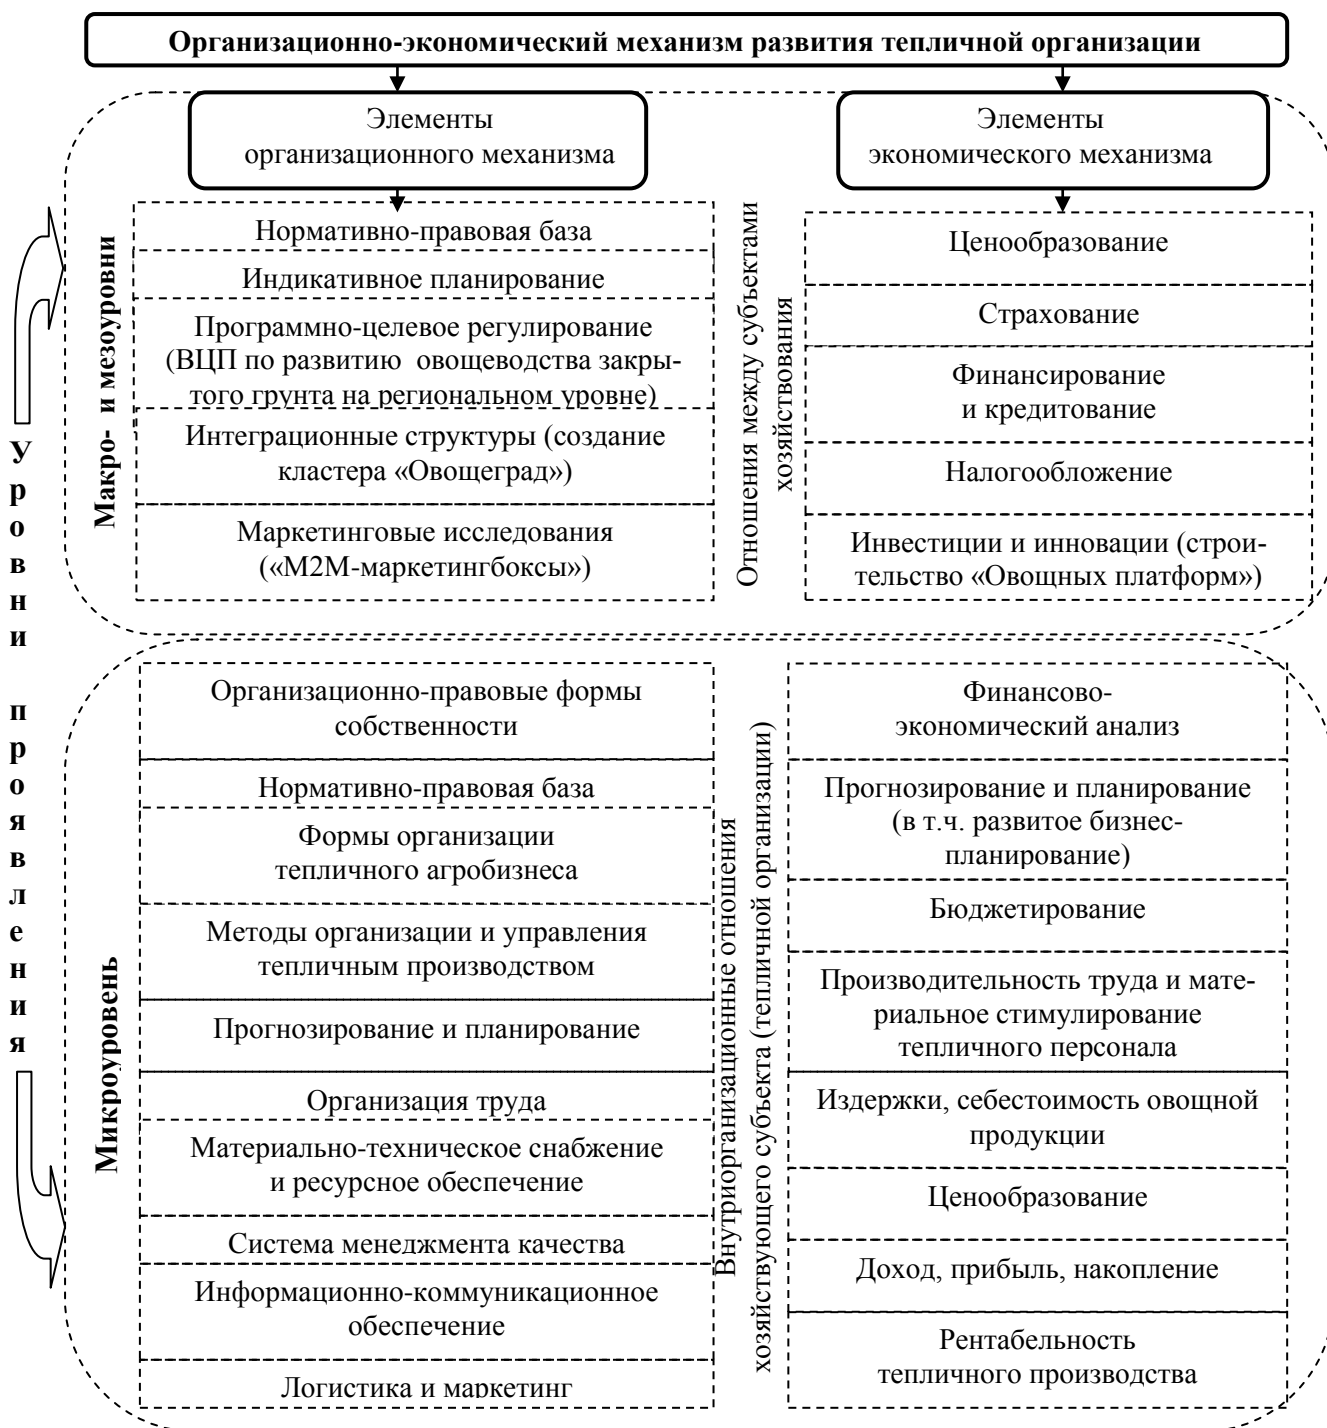 Организационно-экономический механизм развития тепличной организации
Элементы
организационного механизма
Элементы
экономического механизма
Уровни проявления
Макро- и мезоуровни
Нормативно-правовая база
Индикативное планирование
Программно-целевое регулирование
(ВЦП по развитию овощеводства закры-
того грунта на региональном уровне)
Интеграционные структуры (создание
кластера «Овощеград»)
Маркетинговые исследования
(«М2М-маркетингбоксы»)
Отношения между субъектами
хозяйствования
Ценообразование
Страхование
Финансирование
и кредитование
Налогообложение
Инвестиции и инновации (строи-
тельство «Овощных платформ»)
Микроуровень
Организационно-правовые формы
собственности
Нормативно-правовая база
Формы организации
тепличного агробизнеса
Методы организации и управления
тепличным производством
Прогнозирование и планирование
Организация труда
Материально-техническое снабжение
и ресурсное обеспечение
Система менеджмента качества
Информационно-коммуникационное
обеспечение
Логистика и маркетинг
Внутриорганизационные отношения
хозяйствующего субъекта (тепличной организации)
Финансово-
экономический анализ
Прогнозирование и планирование
(в т.ч. развитое бизнес-
планирование)
Бюджетирование
Производительность труда и мате-
риальное стимулирование
тепличного персонала
Издержки, себестоимость овощной
продукции
Ценообразование
Доход, прибыль, накопление
Рентабельность
тепличного производства